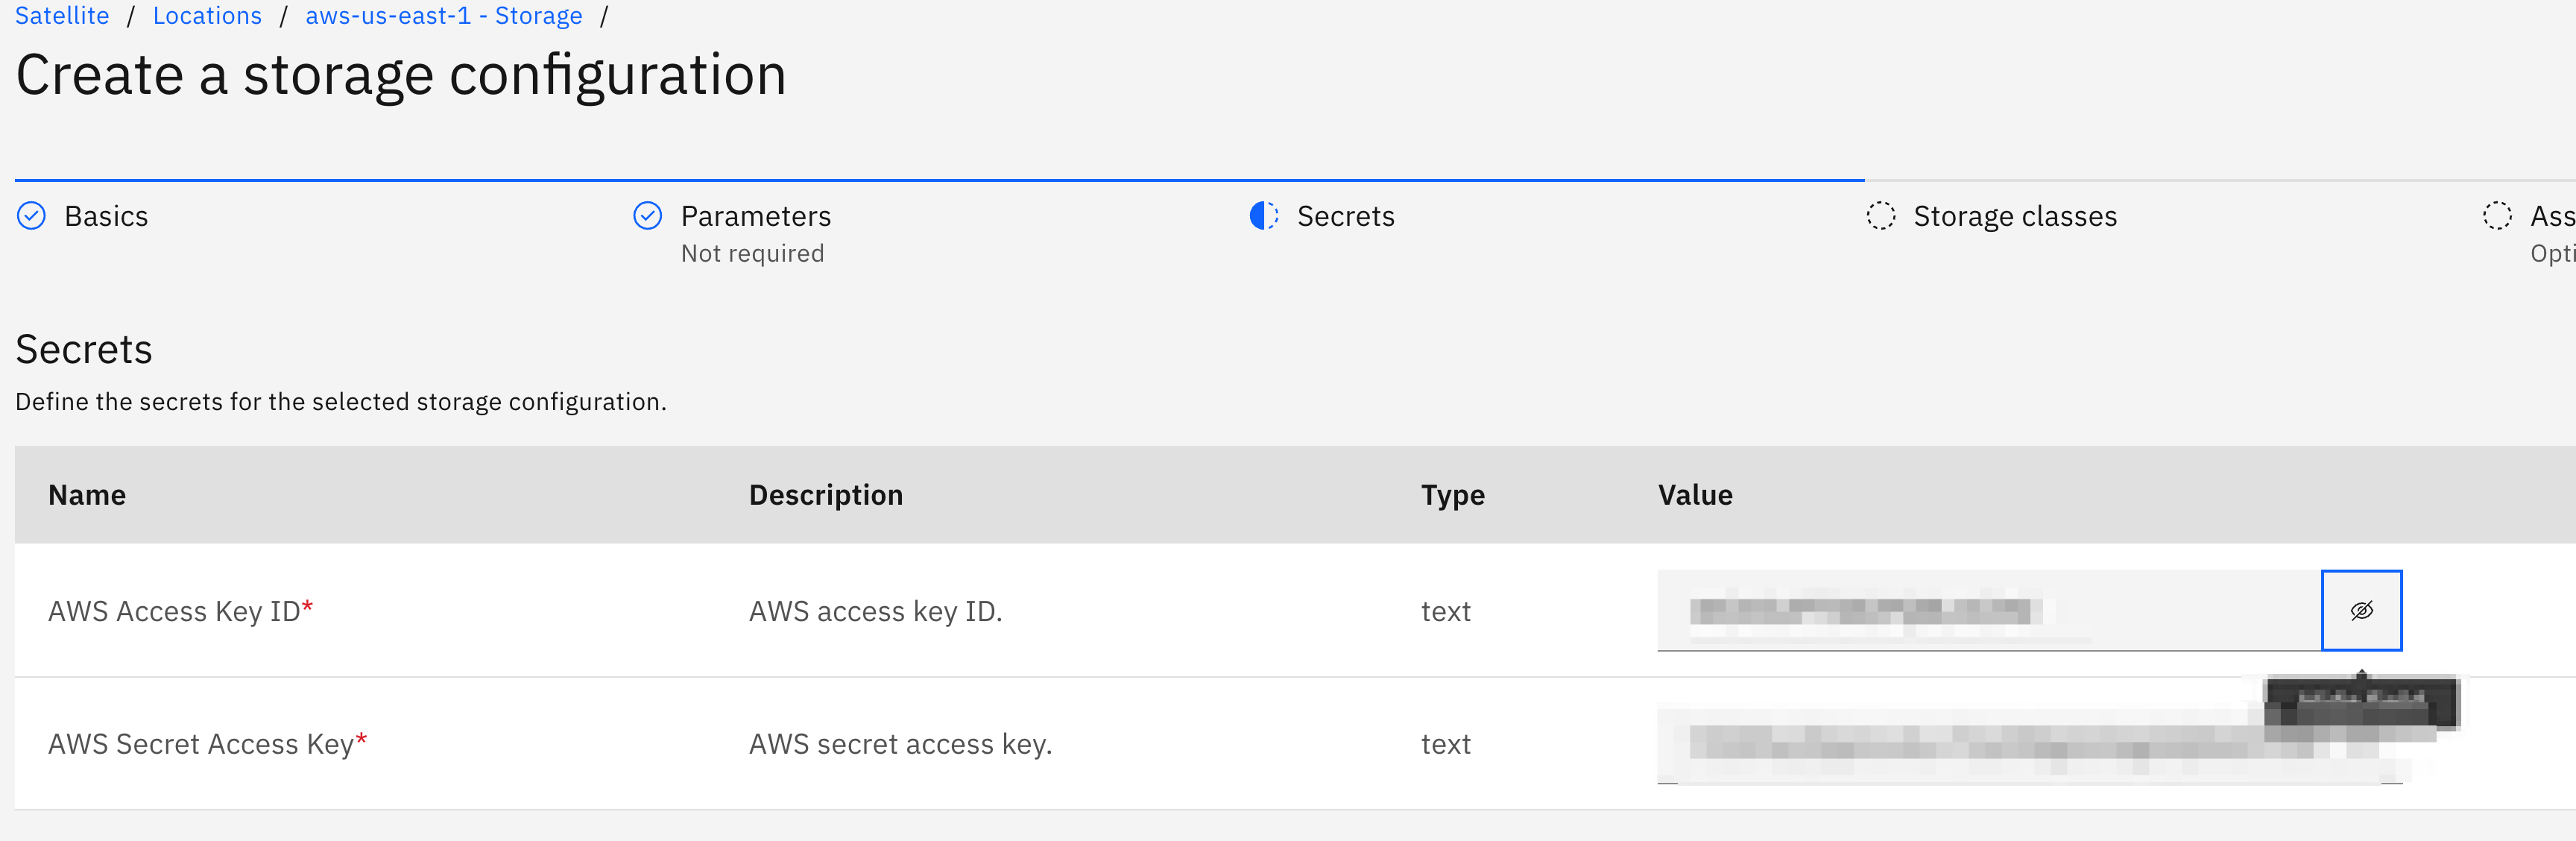 Satellite / Locations / aws-us-east-1 - Storage /
Create a storage configuration
Basics
Parameters
Not required
Secrets
Storage classes
Ass
Opti
Secrets
Define the secrets for the selected storage configuration.
Name Description Type Value
AWS Access Key ID* AWS access key ID. text
AWS Secret Access Key* AWS secret access key. text